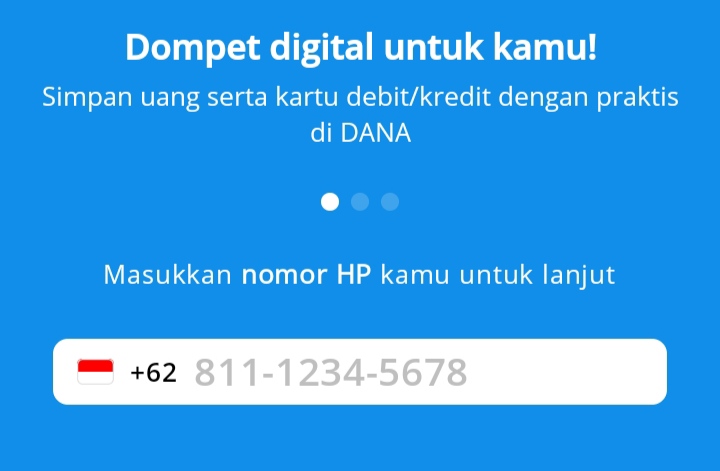 Dompet digital untuk kamu!
Simpan uang serta kartu debit/kredit dengan praktis
di DANA
Masukkan nomor HP kamu untuk lanjut
+62 811-1234-5678